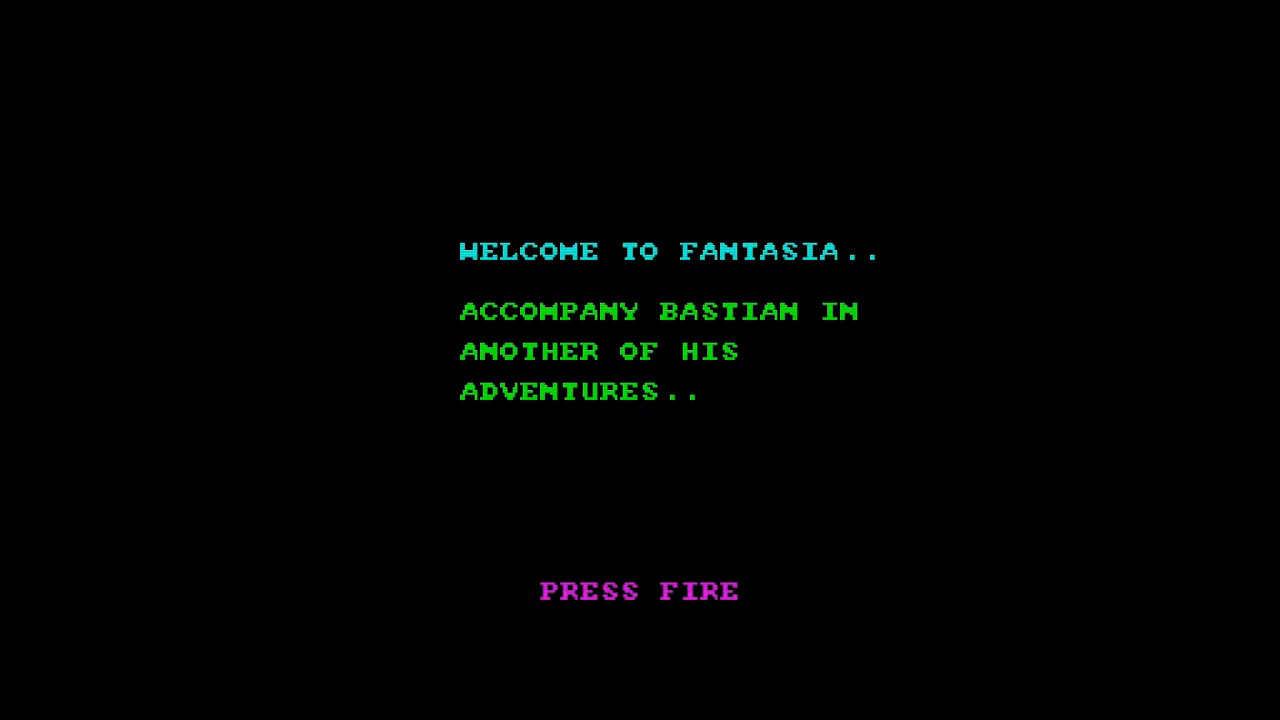 WELCOME TO FANTASIA..
ACCOMPANY BASTIAN IN
ANOTHER OF HIS
ADVENTURES..
PRESS FIRE